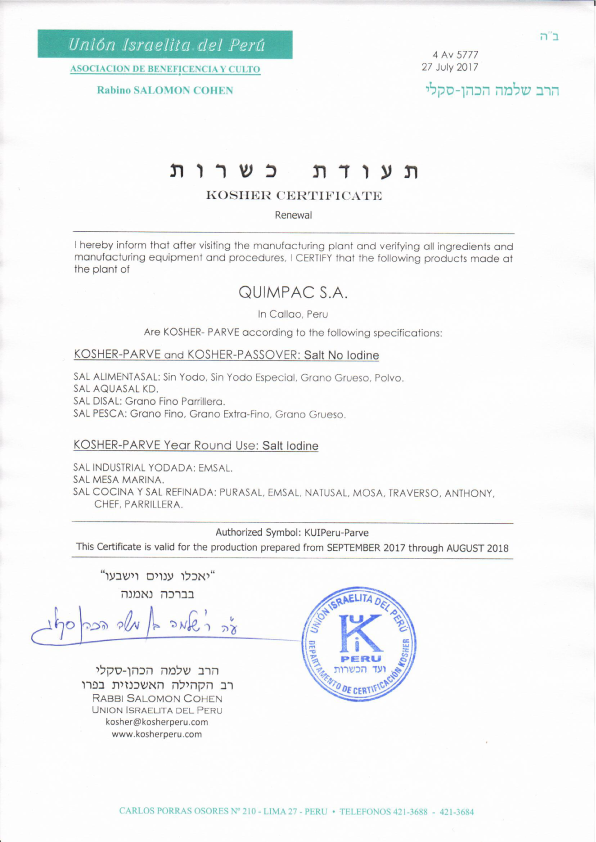 Unión Israelita del Perú
ASOCIACION DE BENEFICENCIA Y CULTO
Rabino SALOMON COHEN
ב"ה
4 Av 5777
27 July 2017
הרב שלמה הכהן-סקלי
תעודת כשרות
KOSHER CERTIFICATE
Renewal
I hereby inform that after visiting the manufacturing plant and verifying all ingredients and
manufacturing equipment and procedures, I CERTIFY that the following products made at
the plant of
QUIMPAC S.A.
In Callao, Peru
Are KOSHER- PARVE according to the following specifications:
KOSHER-PARVE and KOSHER-PASSOVER: Salt No Iodine
SAL ALIMENTASAL: Sin Yodo, Sin Yodo Especial, Grano Grueso, Polvo.
SAL AQUASAL KD.
SAL DISAL: Grano Fino Parrillera.
SAL PESCA: Grano Fino, Grano Extra-Fino, Grano Grueso.
KOSHER-PARVE Year Round Use: Salt Iodine
SAL INDUSTRIAL YODADA: EMSAL.
SAL MESA MARINA.
SAL COCINA Y SAL REFINADA: PURASAL, EMSAL, NATUSAL, MOSA, TRAVERSO, ANTHONY,
CHEF, PARRILLERA.
Authorized Symbol: KUIPeru-Parve
This Certificate is valid for the production prepared from SEPTEMBER 2017 through AUGUST 2018
"יאכלו ענוים וישבעו"
בברכה נאמנה
ע"ה ר' שלמה בן משה הכהן סקלי
הרב שלמה הכהן-סקלי
רב הקהילה האשכנזית בפרו
RABBI SALOMON COHEN
UNION ISRAELITA DEL PERU
kosher@kosherperu.com
www.kosherperu.com
UNIÓN ISRAELITA DEL PERÚ
KUi
PERU
ועד הכשרות
DEPARTAMENTO DE CERTIFICACIÓN KOSHER
CARLOS PORRAS OSORES Nº 210 - LIMA 27 - PERU • TELEFONOS 421-3688 - 421-3684